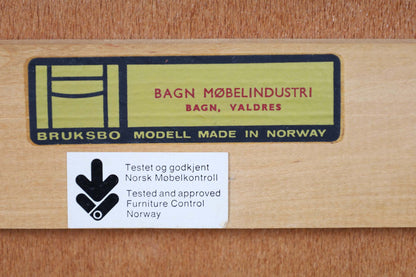 BAGN MØBELINDUSTRI
BAGN, VALDRES
BRUKSBO MODELL MADE IN NORWAY
Testet og godkjent
Norsk Møbelkontroll
Tested and approved
Furniture Control
Norway